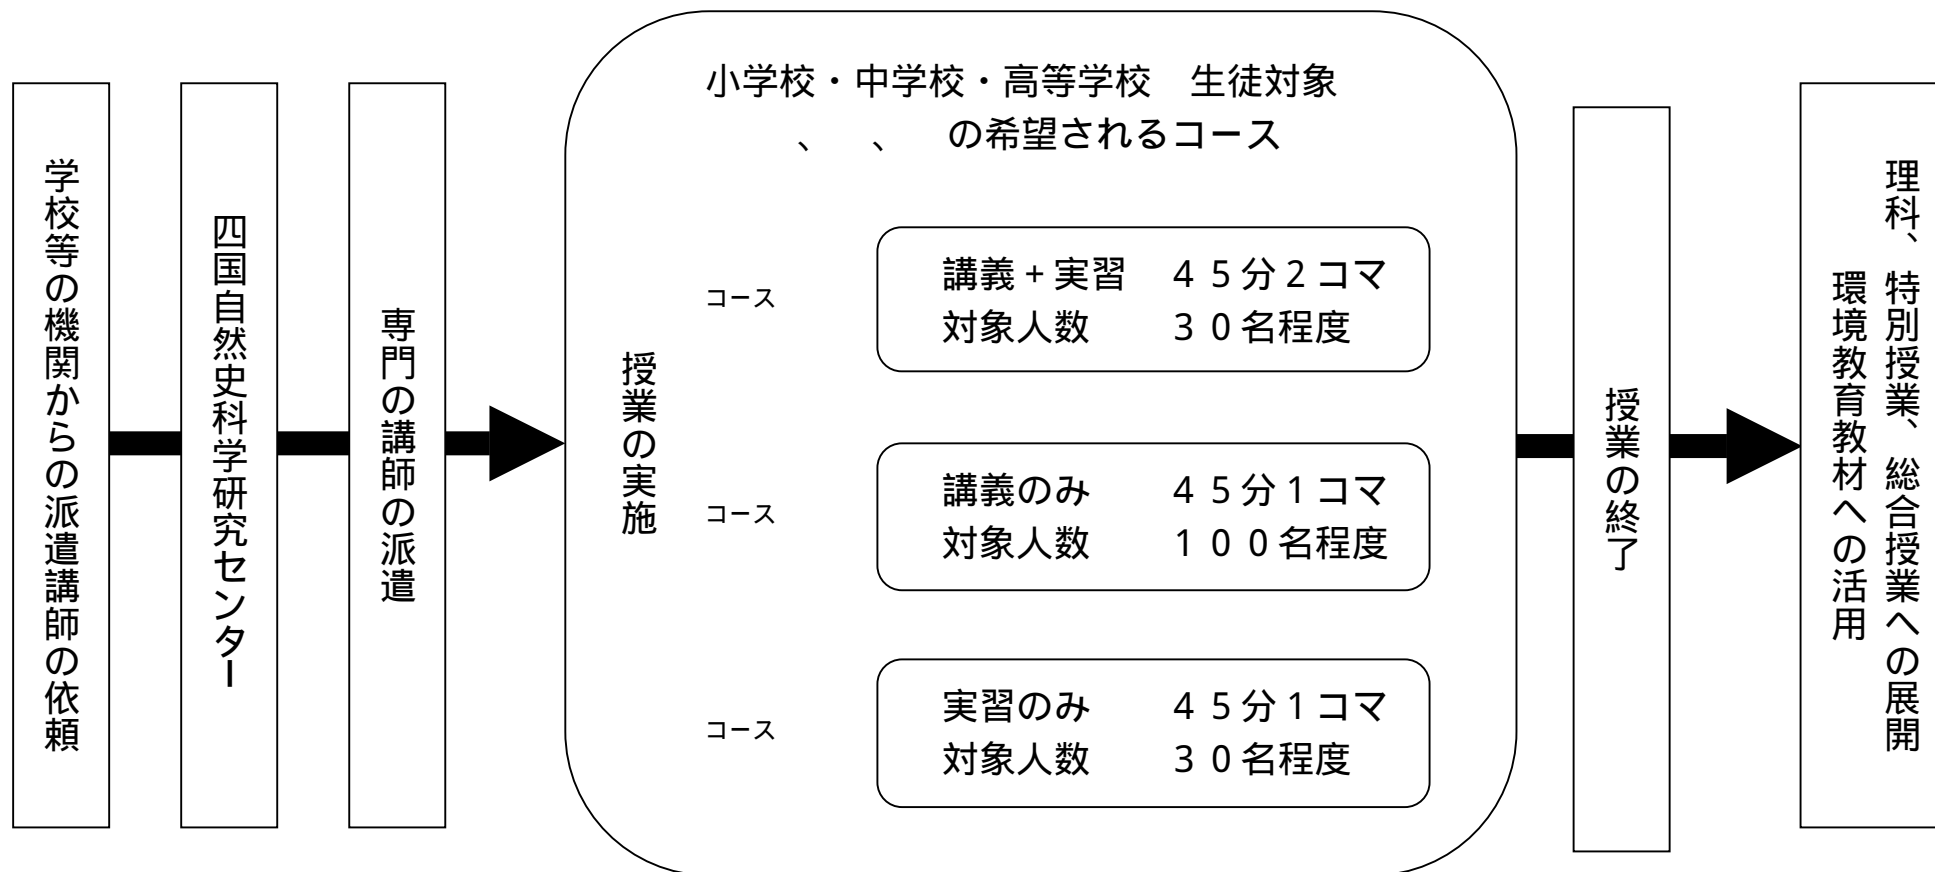 学校等の機関からの派遣講師の依頼
四国自然史科学研究センター
専門の講師の派遣
小学校・中学校・高等学校　生徒対象
、　、　の希望されるコース
授業の実施
コース
講義+実習　４５分２コマ
対象人数　　３０名程度
コース
講義のみ　　４５分１コマ
対象人数　　１００名程度
コース
実習のみ　　４５分１コマ
対象人数　　３０名程度
授業の終了
理科、特別授業、総合授業への展開
環境教育教材への活用